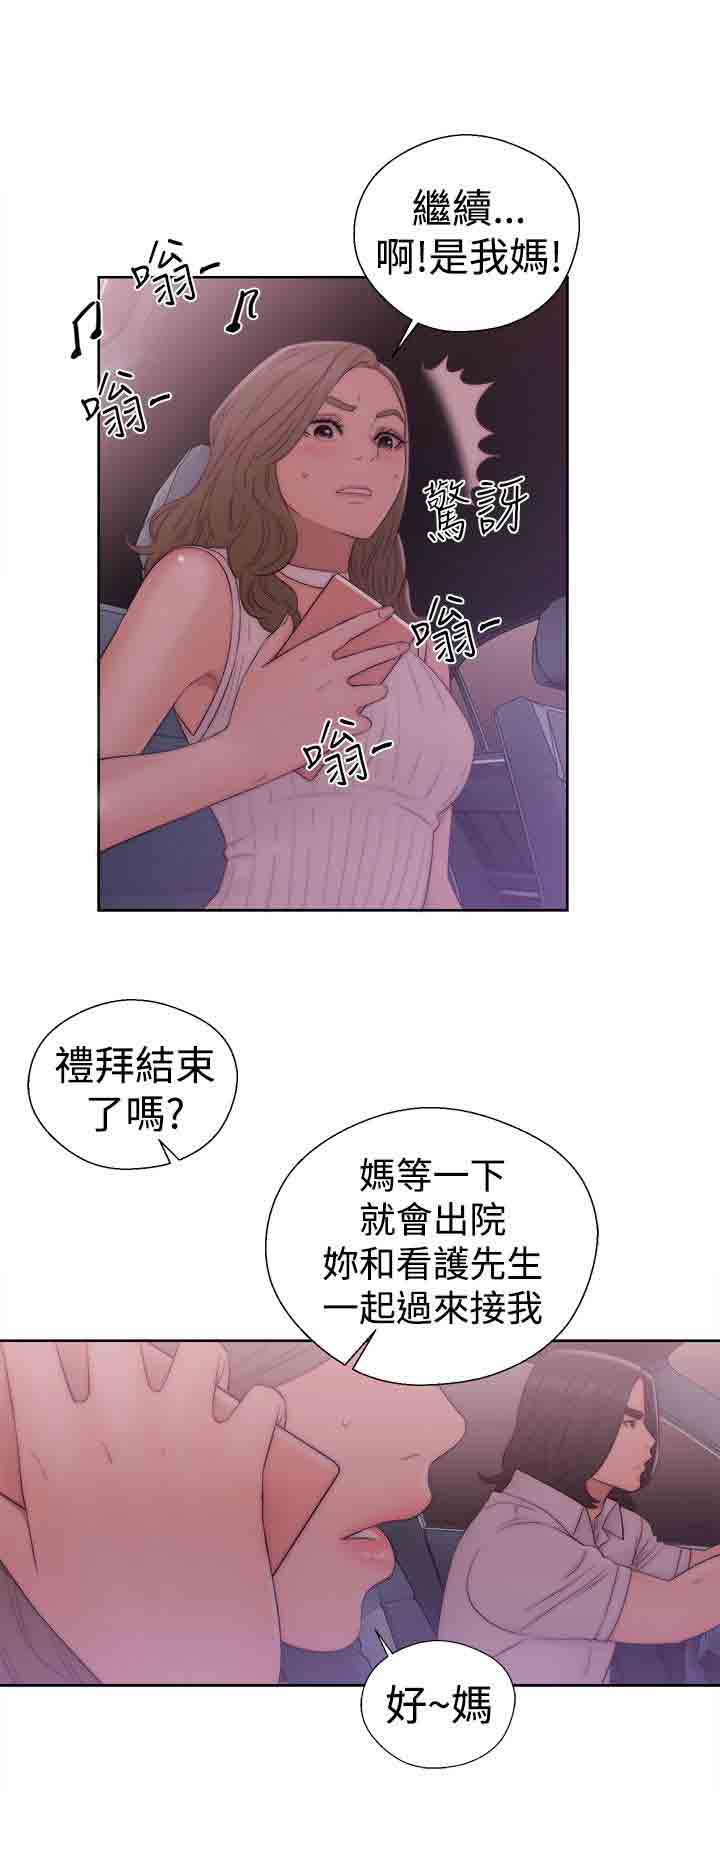 繼續...
啊!是我媽!
嗡-
嗡-
驚訝
嗡-
嗡-
禮拜結束
了嗎?
媽等一下
就會出院
妳和看護先生
一起過來接我
好~媽